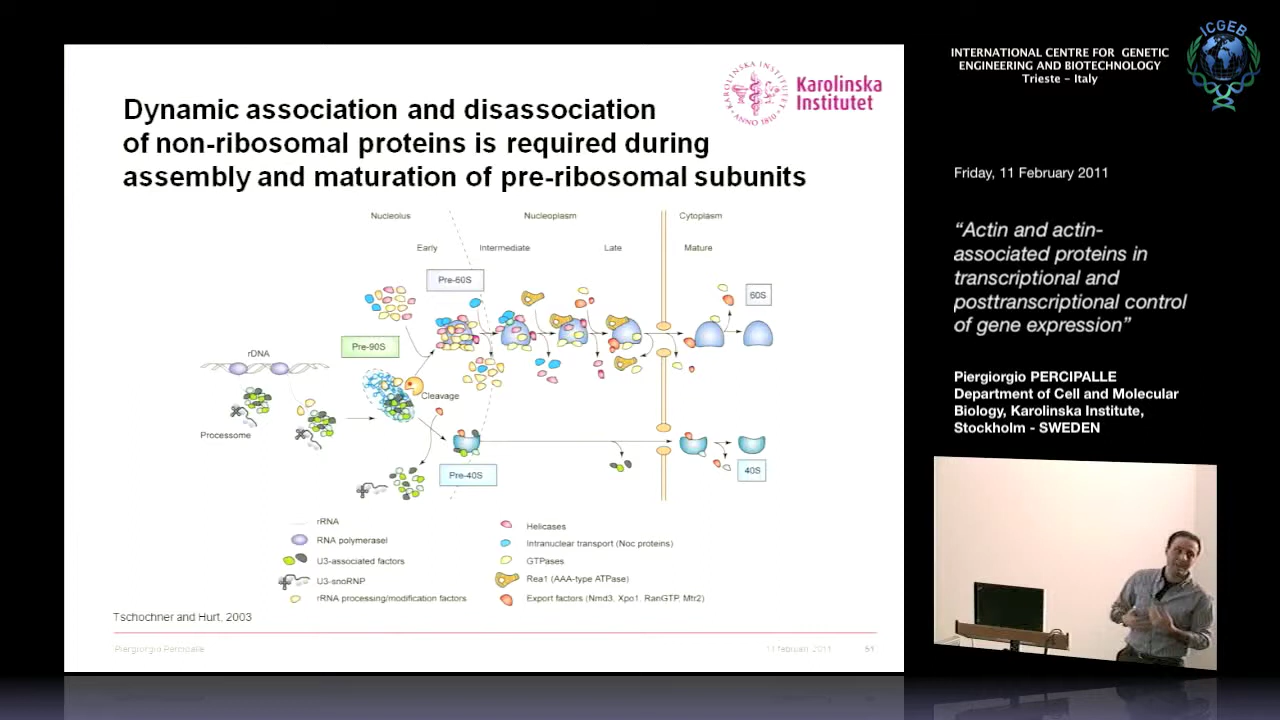 Dynamic association and disassociation
of non-ribosomal proteins is required during
assembly and maturation of pre-ribosomal subunits
KAROLINSKA INSTITUTET
ANNO 1810
Karolinska
Institutet
Nucleolus
Nucleoplasm
Cytoplasm
Early
Intermediate
Late
Mature
Pre-60S
60S
Pre-90S
rDNA
Cleavage
Processome
Pre-40S
40S
rRNA
RNA polymeraseI
U3-associated factors
U3-snoRNP
rRNA processing/modification factors
Helicases
Intranuclear transport (Noc proteins)
GTPases
Rea1 (AAA-type ATPase)
Export factors (Nmd3, Xpo1, RanGTP, Mtr2)
Tschochner and Hurt, 2003
Piergiorgio Percipalle
11 februari 2011
51
INTERNATIONAL CENTRE FOR GENETIC
ENGINEERING AND BIOTECHNOLOGY
Trieste - Italy
ICGEB
Friday, 11 February 2011
“Actin and actin-
associated proteins in
transcriptional and
posttranscriptional control
of gene expression”
Piergiorgio PERCIPALLE
Department of Cell and Molecular
Biology, Karolinska Institute,
Stockholm - SWEDEN